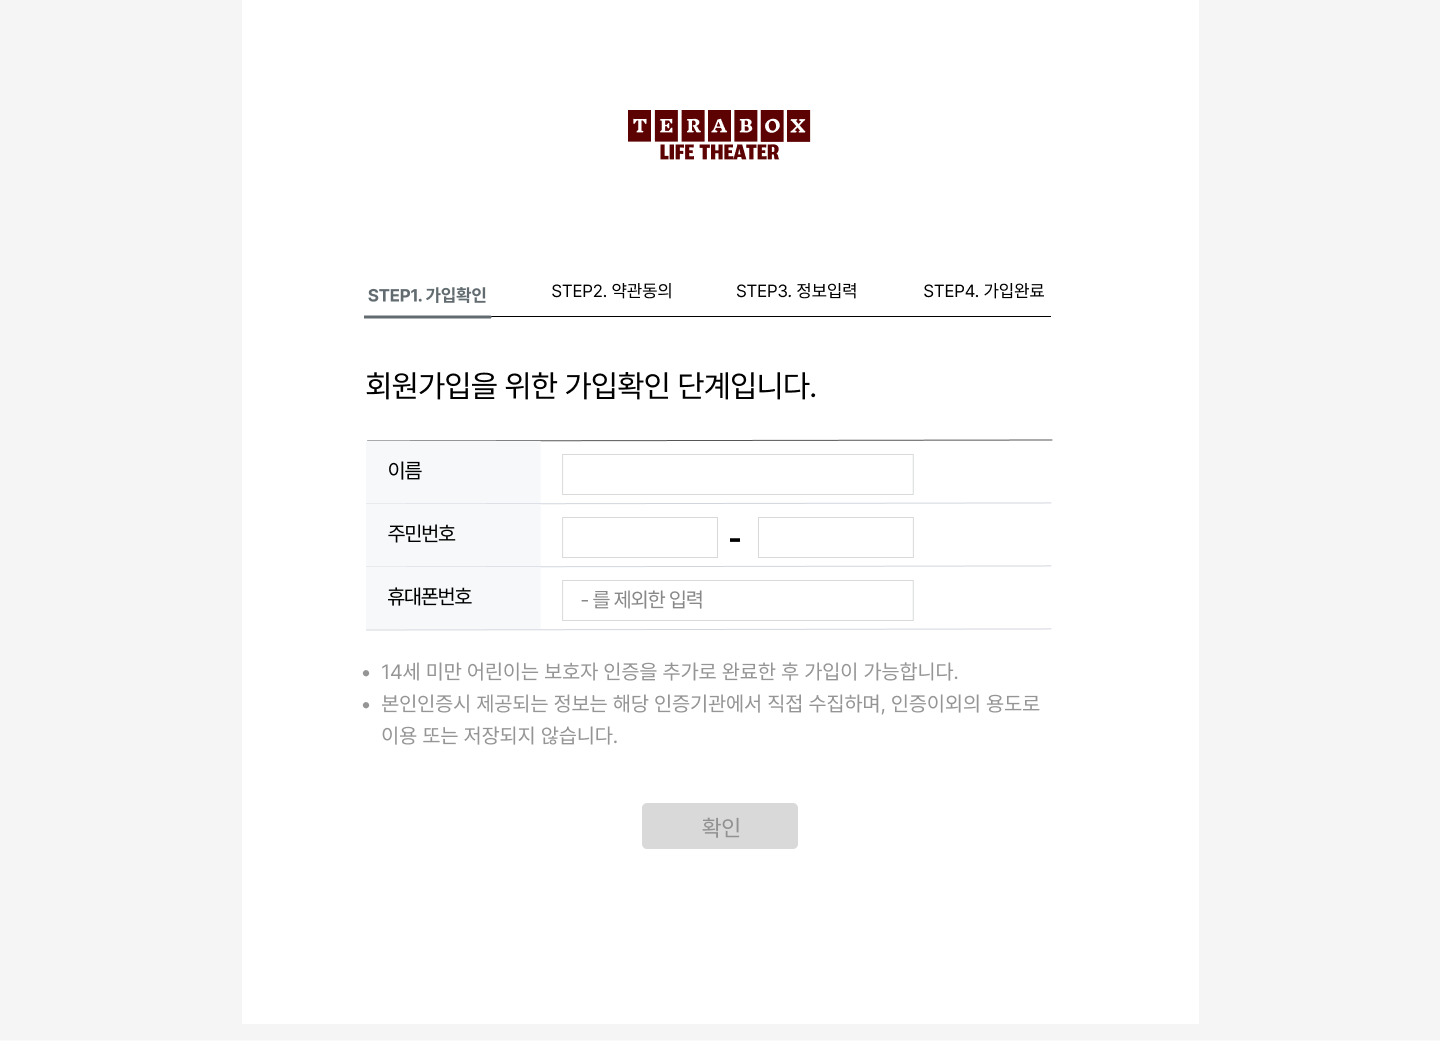 TERABOX
LIFE THEATER
STEP1. 가입확인
STEP2. 약관동의
STEP3. 정보입력
STEP4. 가입완료
회원가입을 위한 가입확인 단계입니다.
이름
주민번호
-
휴대폰번호
- 를 제외한 입력
• 14세 미만 어린이는 보호자 인증을 추가로 완료한 후 가입이 가능합니다.
• 본인인증시 제공되는 정보는 해당 인증기관에서 직접 수집하며, 인증이외의 용도로
이용 또는 저장되지 않습니다.
확인